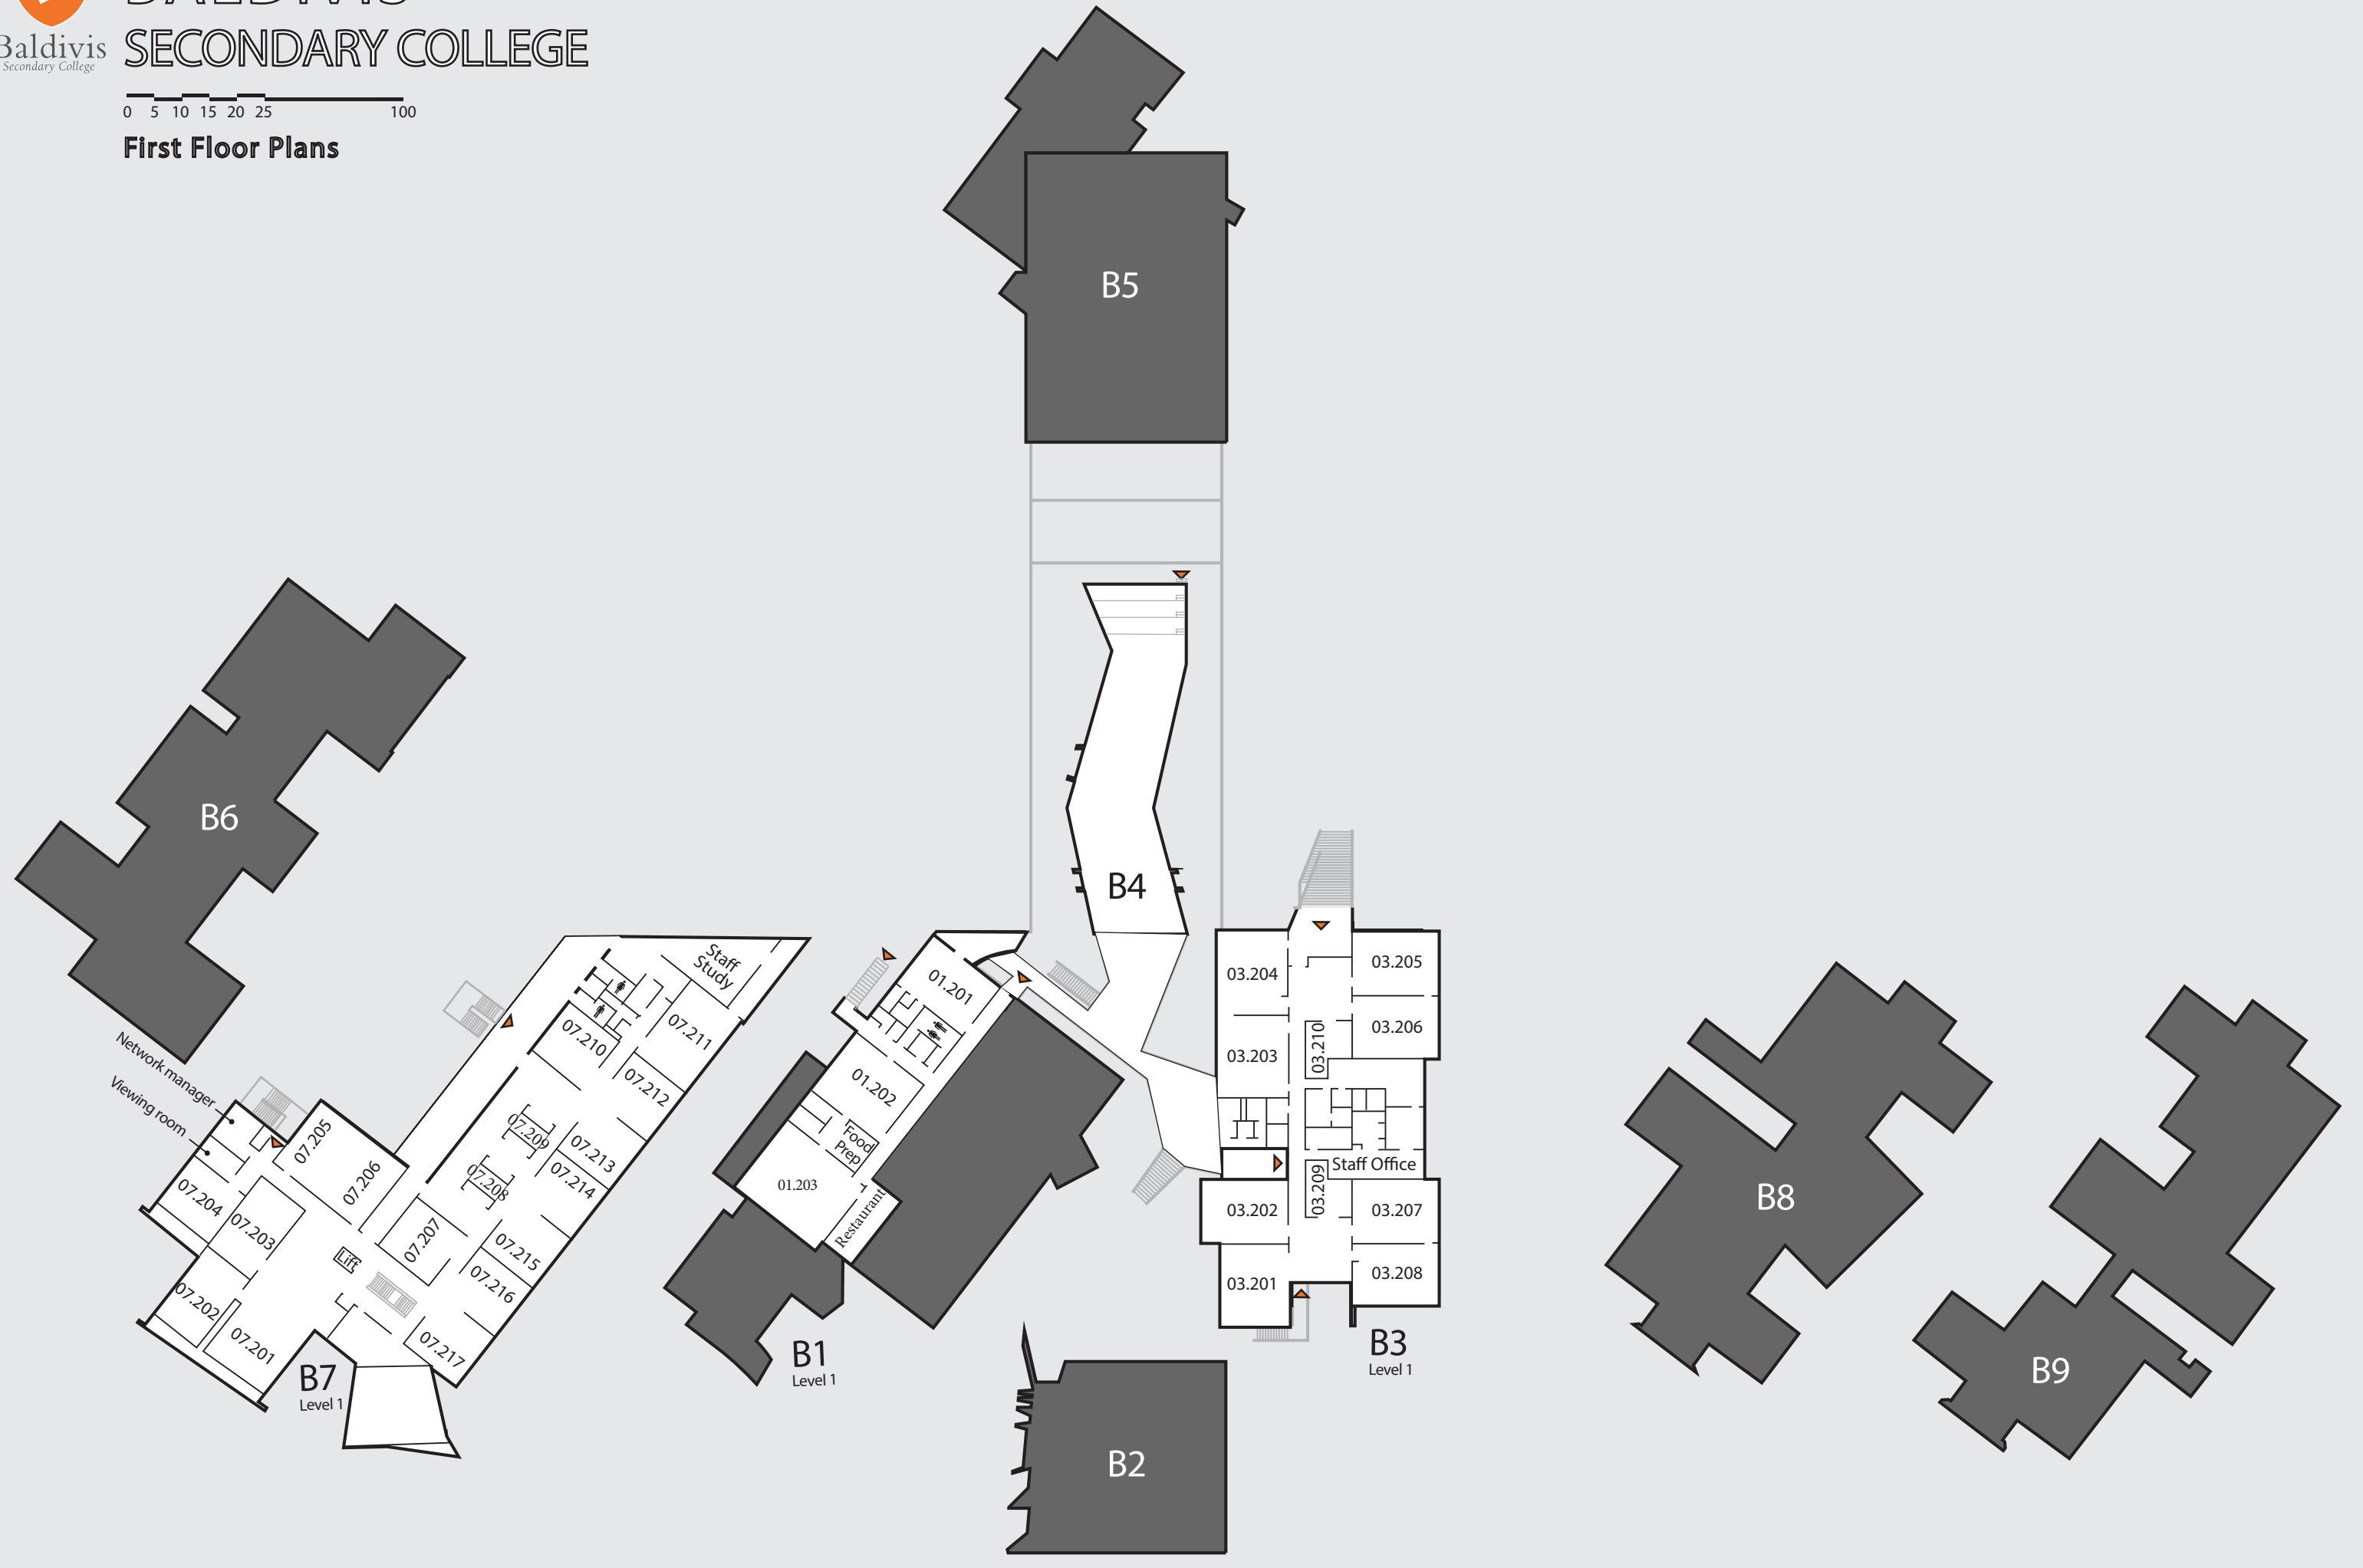 BALDIVIS
SECONDARY COLLEGE
Baldivis
Secondary College
0 5 10 15 20 25 100
First Floor Plans
B5
B6
B4
Network manager
Viewing room
07.205
07.206
07.204
07.203
07.202
07.201
Lift
07.207
07.208
07.209
07.210
Staff
Study
07.211
07.212
07.213
07.214
07.215
07.216
07.217
B7
Level 1
01.201
01.202
Food
Prep
01.203
Restaurant
B1
Level 1
03.204
03.205
03.203
03.210
03.206
Staff Office
03.209
03.202
03.207
03.201
03.208
B3
Level 1
B2
B8
B9